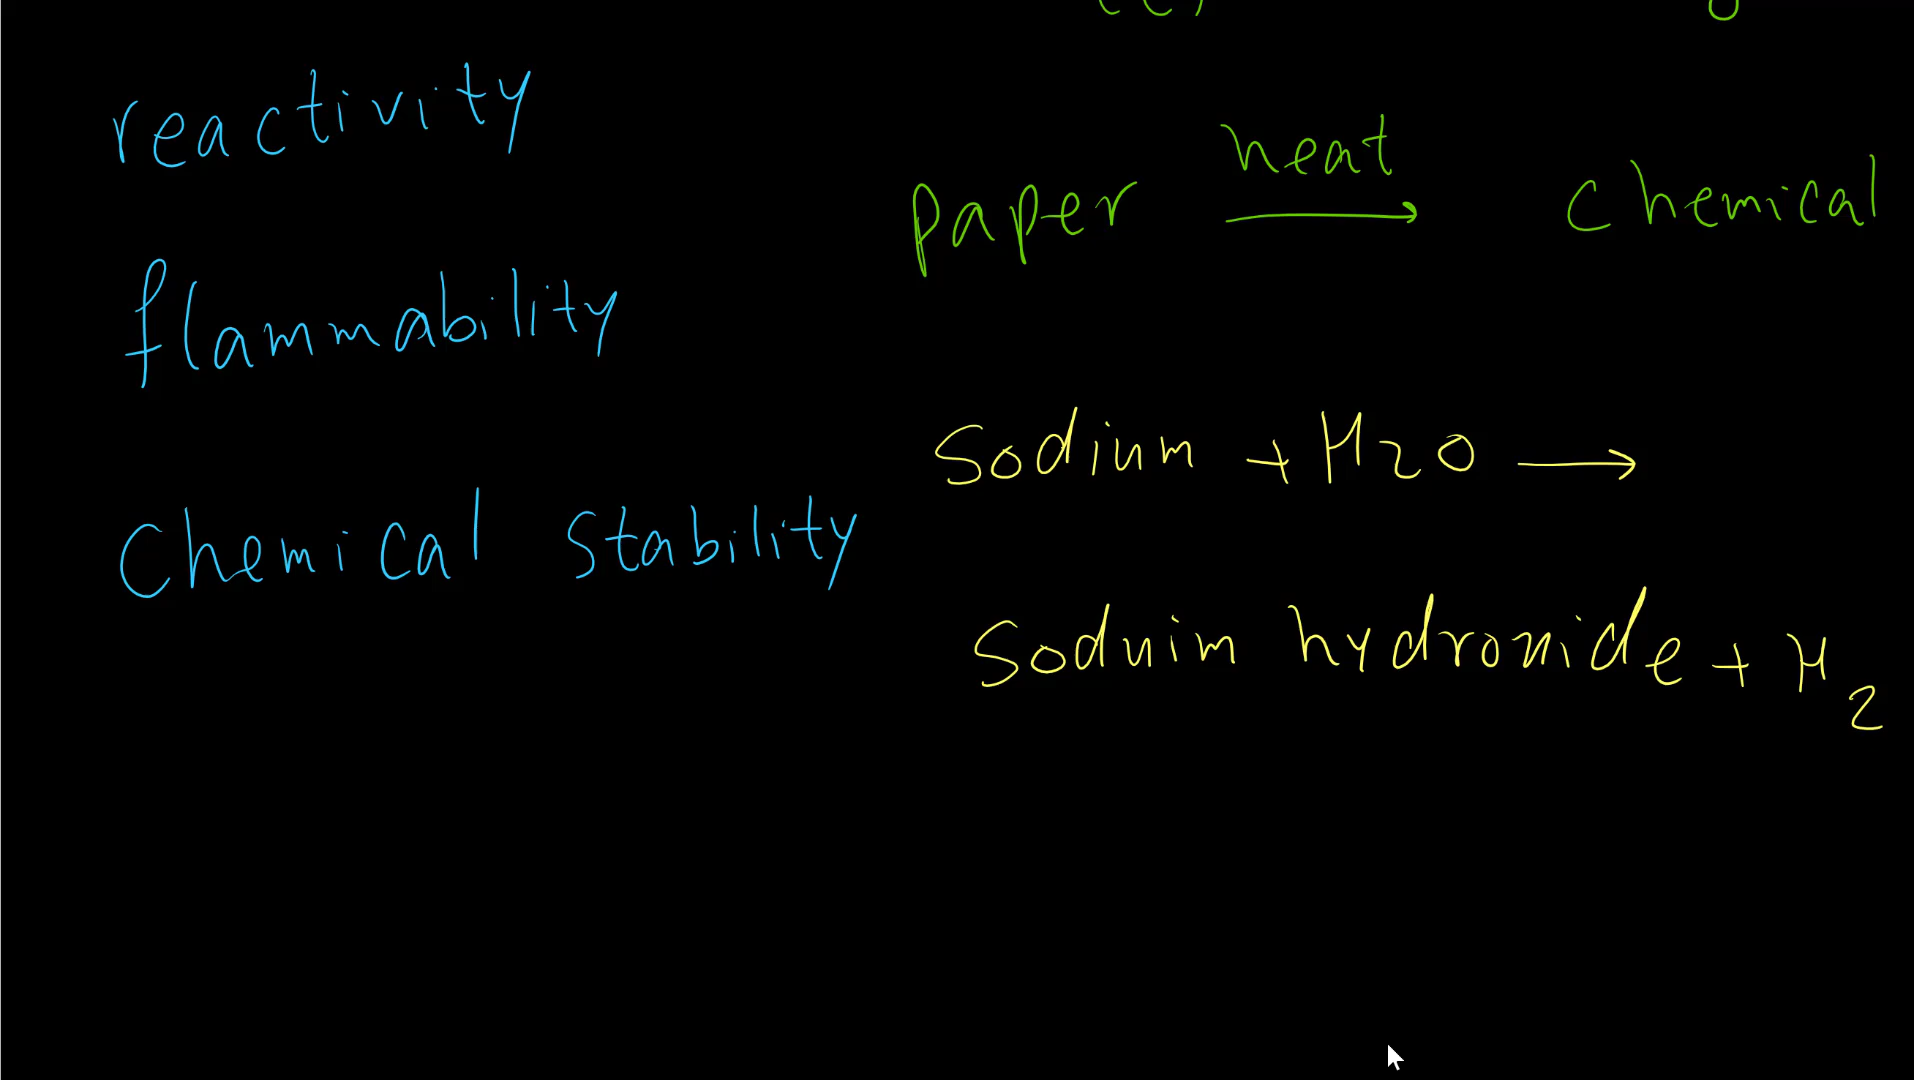 reactivity
flammability
Chemical stability
paper heat → chemical
Sodium + H2O →
Soduim hydroxide + H2